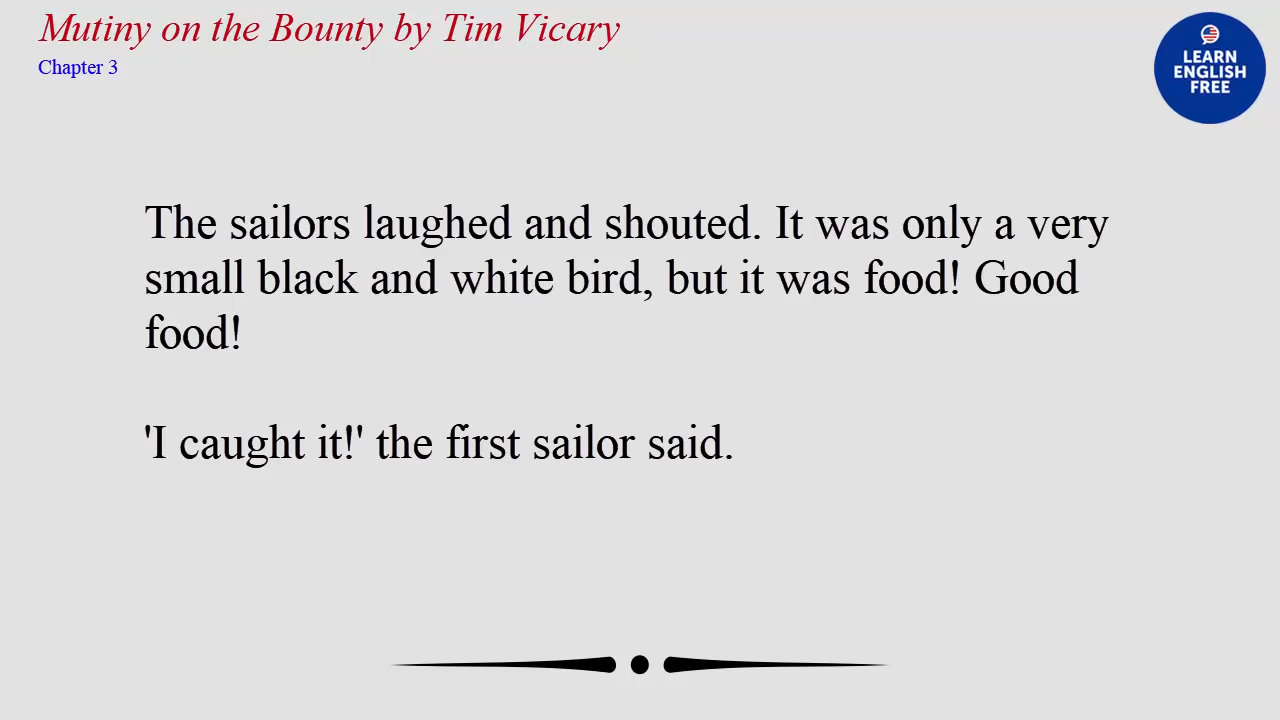 Mutiny on the Bounty by Tim Vicary
Chapter 3
LEARN
ENGLISH
FREE
The sailors laughed and shouted. It was only a very
small black and white bird, but it was food! Good
food!
'I caught it!' the first sailor said.